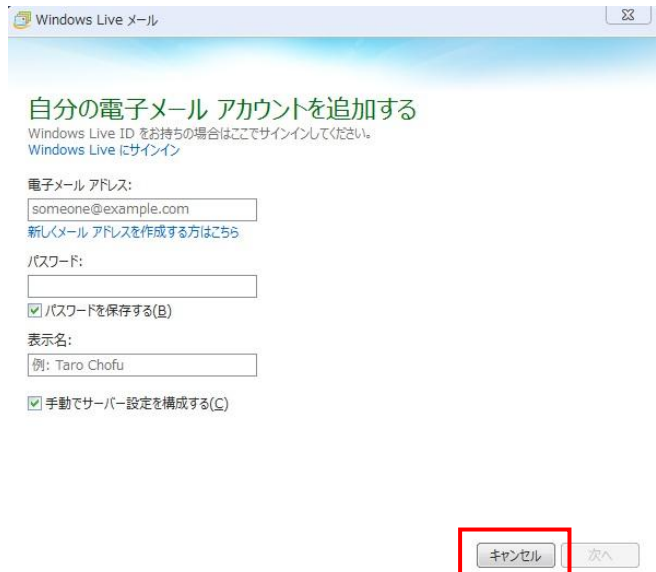 Windows Live メール
自分の電子メール アカウントを追加する
Windows Live ID をお持ちの場合はここでサインインしてください。
Windows Live にサインイン
電子メール アドレス:
someone@example.com
新しくメール アドレスを作成する方はこちら
パスワード:
パスワードを保存する(B)
表示名:
例: Taro Chofu
手動でサーバー設定を構成する(C)
キャンセル 次へ